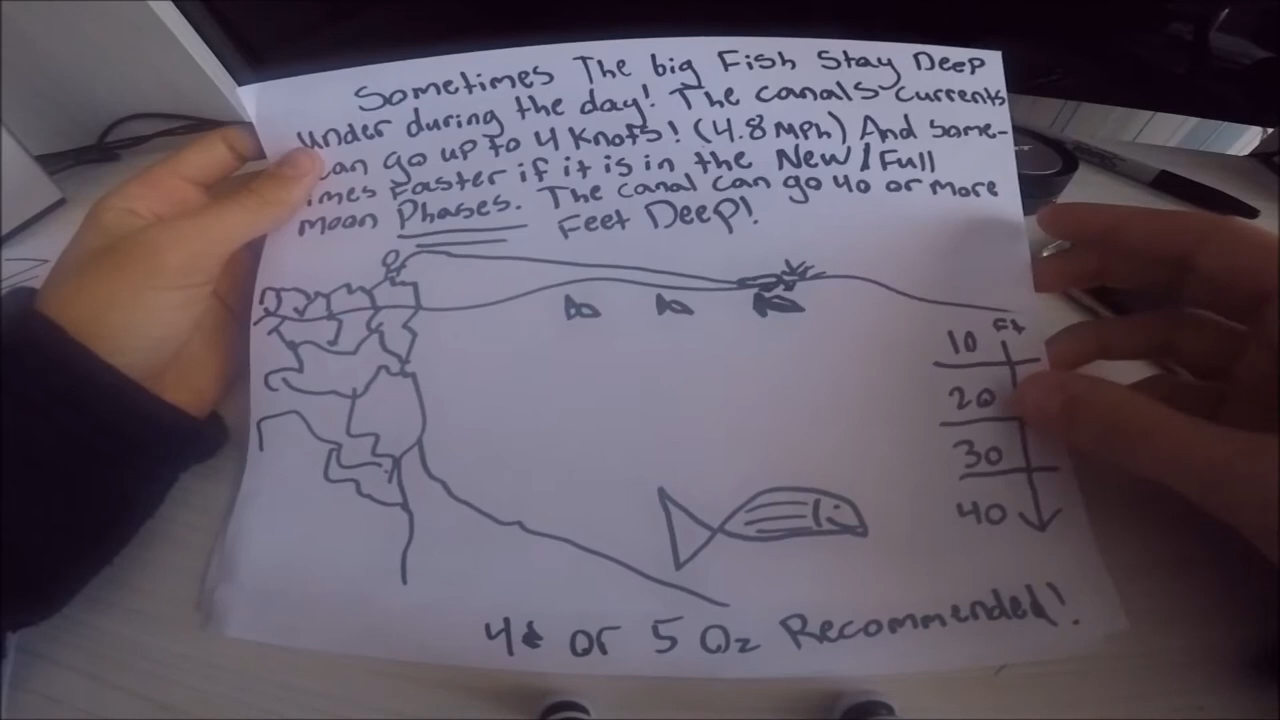 Sometimes The big Fish Stay Deep
under during the day! The canals currents
can go up to 4 Knots! (4.8 MPh) And Some-
imes Faster if it is in the New/Full
moon Phases. The canal can go 40 or more
Feet Deep!
10 Ft
20
30
40
4 or 5 Oz Recommended!